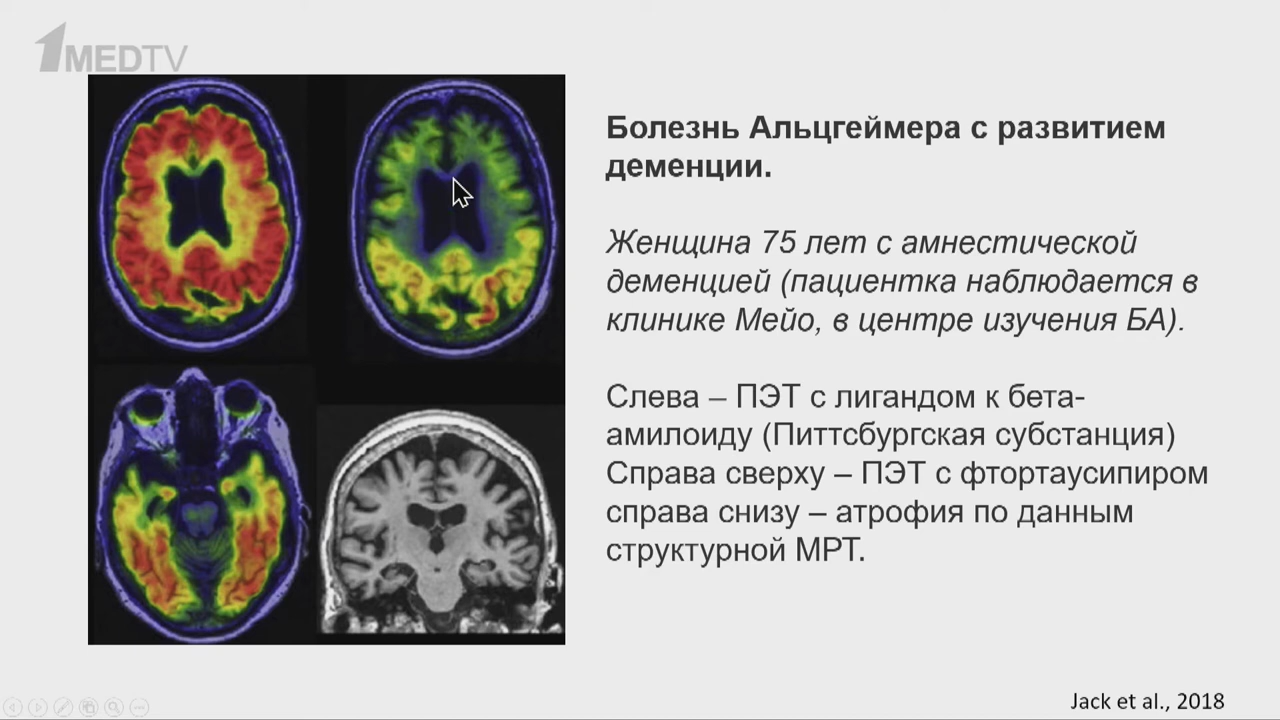 1MEDTV
Болезнь Альцгеймера с развитием
деменции.
Женщина 75 лет с амнестической
деменцией (пациентка наблюдается в
клинике Мейо, в центре изучения БА).
Слева – ПЭТ с лигандом к бета-
амилоиду (Питтсбургская субстанция)
Справа сверху – ПЭТ с фтортаусипиром
справа снизу – атрофия по данным
структурной МРТ.
Jack et al., 2018